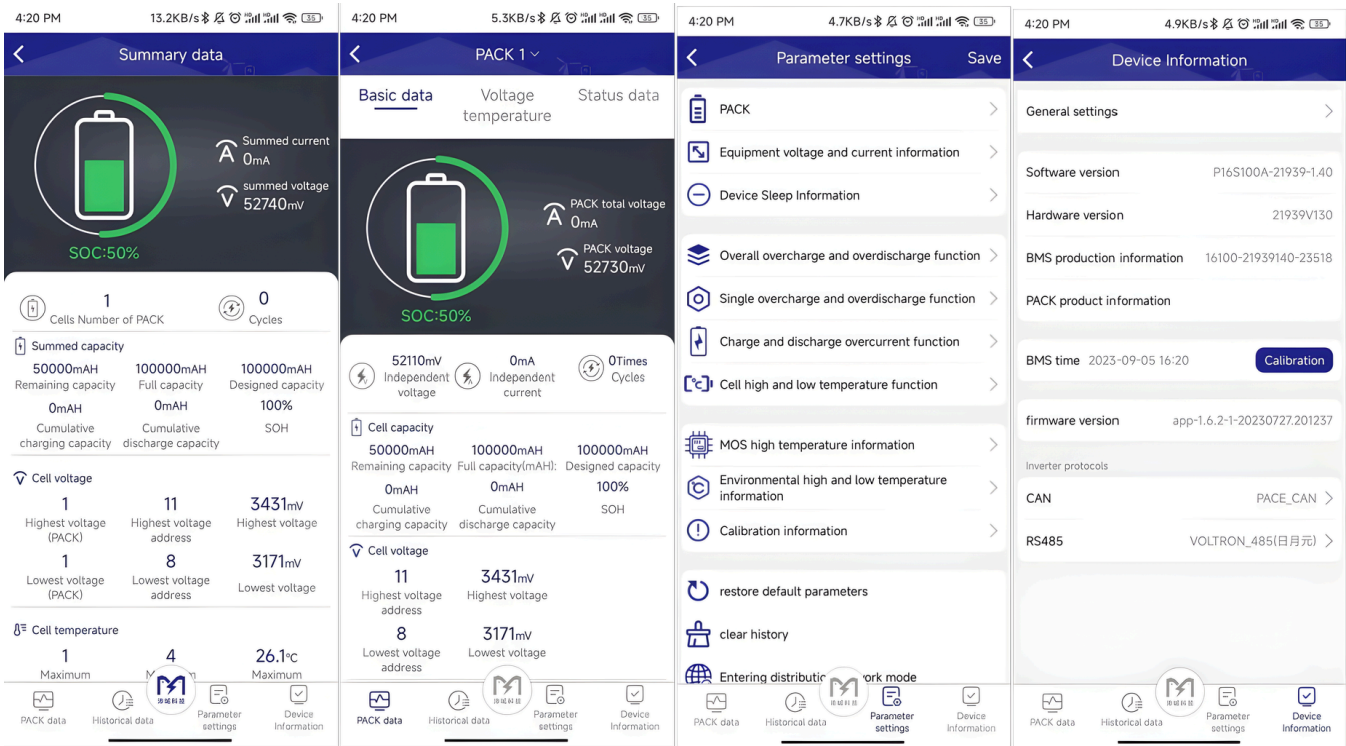 4:20 PM 13.2KB/s 35
Summary data
Summed current
A 0mA
summed voltage
V 52740mV
SOC:50%
1 0
Cells Number of PACK Cycles
Summed capacity
50000mAH 100000mAH 100000mAH
Remaining capacity Full capacity Designed capacity
0mAH 0mAH 100%
Cumulative Cumulative SOH
charging capacity discharge capacity
Cell voltage
1 11 3431mV
Highest voltage Highest voltage Highest voltage
(PACK) address
1 8 3171mV
Lowest voltage Lowest voltage Lowest voltage
(PACK) address
Cell temperature
1 4 26.1°C
Maximum Maximum
PACK data Historical data Parameter Device
settings Information
4:20 PM 5.3KB/s 35
PACK 1
Basic data Voltage Status data
temperature
PACK total voltage
A 0mA
PACK voltage
V 52730mV
SOC:50%
52110mV 0mA 0Times
Independent Independent Cycles
voltage current
Cell capacity
50000mAH 100000mAH 100000mAH
Remaining capacity Full capacity(mAH): Designed capacity
0mAH 0mAH 100%
Cumulative Cumulative SOH
charging capacity discharge capacity
Cell voltage
11 3431mV
Highest voltage Highest voltage
address
8 3171mV
Lowest voltage Lowest voltage
address
PACK data Historical data Parameter Device
settings Information
4:20 PM 4.7KB/s 35
Parameter settings Save
PACK
Equipment voltage and current information
Device Sleep Information
Overall overcharge and overdischarge function
Single overcharge and overdischarge function
Charge and discharge overcurrent function
°C Cell high and low temperature function
MOS high temperature information
Environmental high and low temperature
information
Calibration information
restore default parameters
clear history
Entering
PACK data Historical data Parameter Device
settings Information
4:20 PM 4.9KB/s 35
Device Information
General settings
Software version P16S100A-21939-1.40
Hardware version 21939V130
BMS production information 16100-21939140-23518
PACK product information
BMS time 2023-09-05 16:20 Calibration
firmware version app-1.6.2-1-20230727.201237
Inverter protocols
CAN PACE_CAN
RS485 VOLTRON_485(日月元)
PACK data Historical data Parameter Device
settings Information